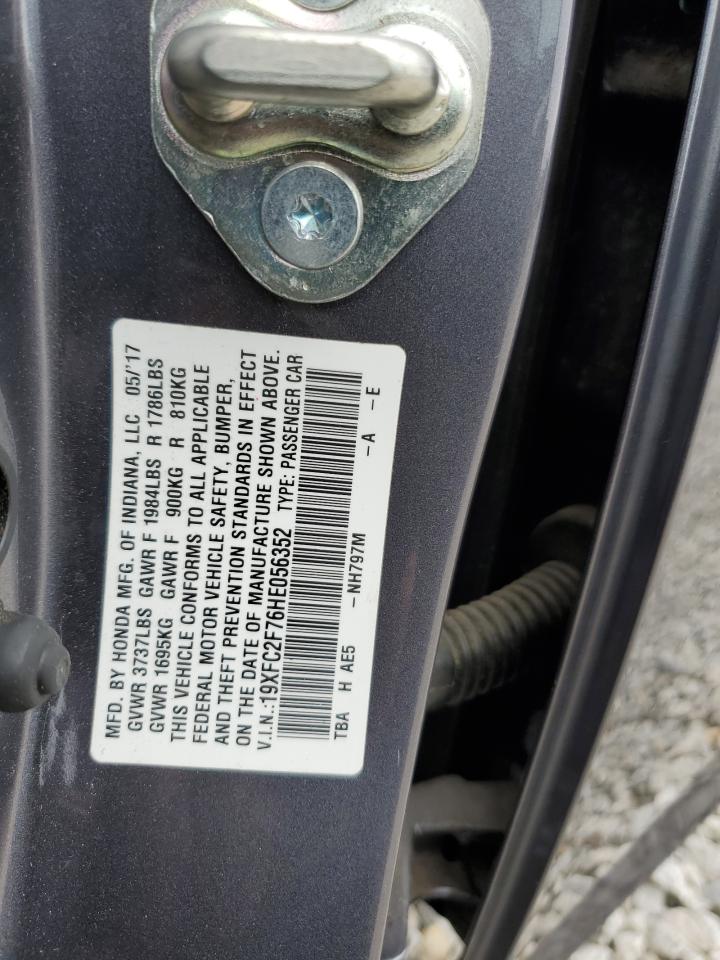 MFD. BY HONDA MFG. OF INDIANA, LLC 05/'17
GVWR 3737LBS GAWR F 1984LBS R 1786LBS
GVWR 1695KG GAWR F 900KG R 810KG
THIS VEHICLE CONFORMS TO ALL APPLICABLE
FEDERAL MOTOR VEHICLE SAFETY, BUMPER,
AND THEFT PREVENTION STANDARDS IN EFFECT
ON THE DATE OF MANUFACTURE SHOWN ABOVE.
V.I.N.:19XFC2F76HE056352 TYPE: PASSENGER CAR
TBA H AE5 –NH797M –A –E